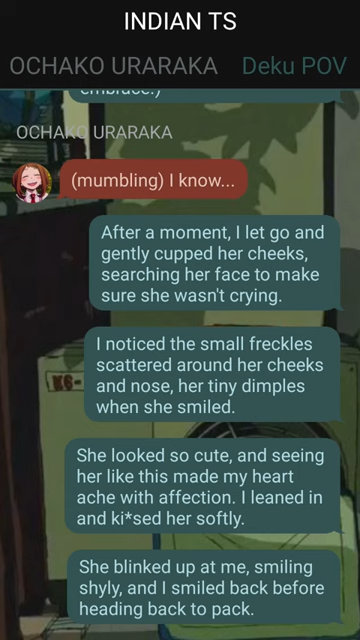 INDIAN TS
OCHAKO URARAKA Deku POV
embrace.)
OCHAKO URARAKA
(mumbling) I know...
After a moment, I let go and
gently cupped her cheeks,
searching her face to make
sure she wasn't crying.
I noticed the small freckles
scattered around her cheeks
and nose, her tiny dimples
when she smiled.
She looked so cute, and seeing
her like this made my heart
ache with affection. I leaned in
and ki*sed her softly.
She blinked up at me, smiling
shyly, and I smiled back before
heading back to pack.